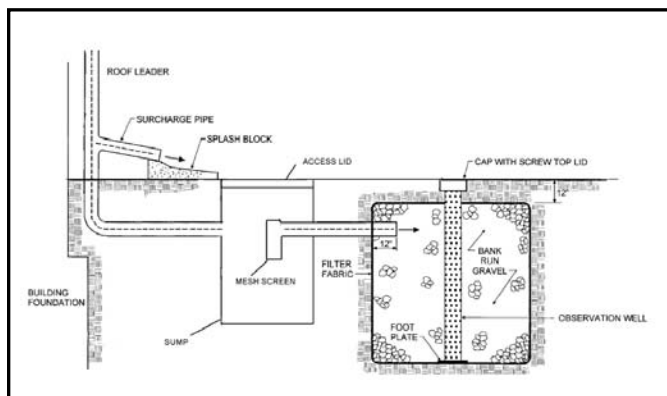 ROOF LEADER
SURCHARGE PIPE
SPLASH BLOCK
ACCESS LID
CAP WITH SCREW TOP LID
12"
12"
FILTER
FABRIC
BANK
RUN
GRAVEL
MESH SCREEN
BUILDING
FOUNDATION
OBSERVATION WELL
FOOT
PLATE
SUMP